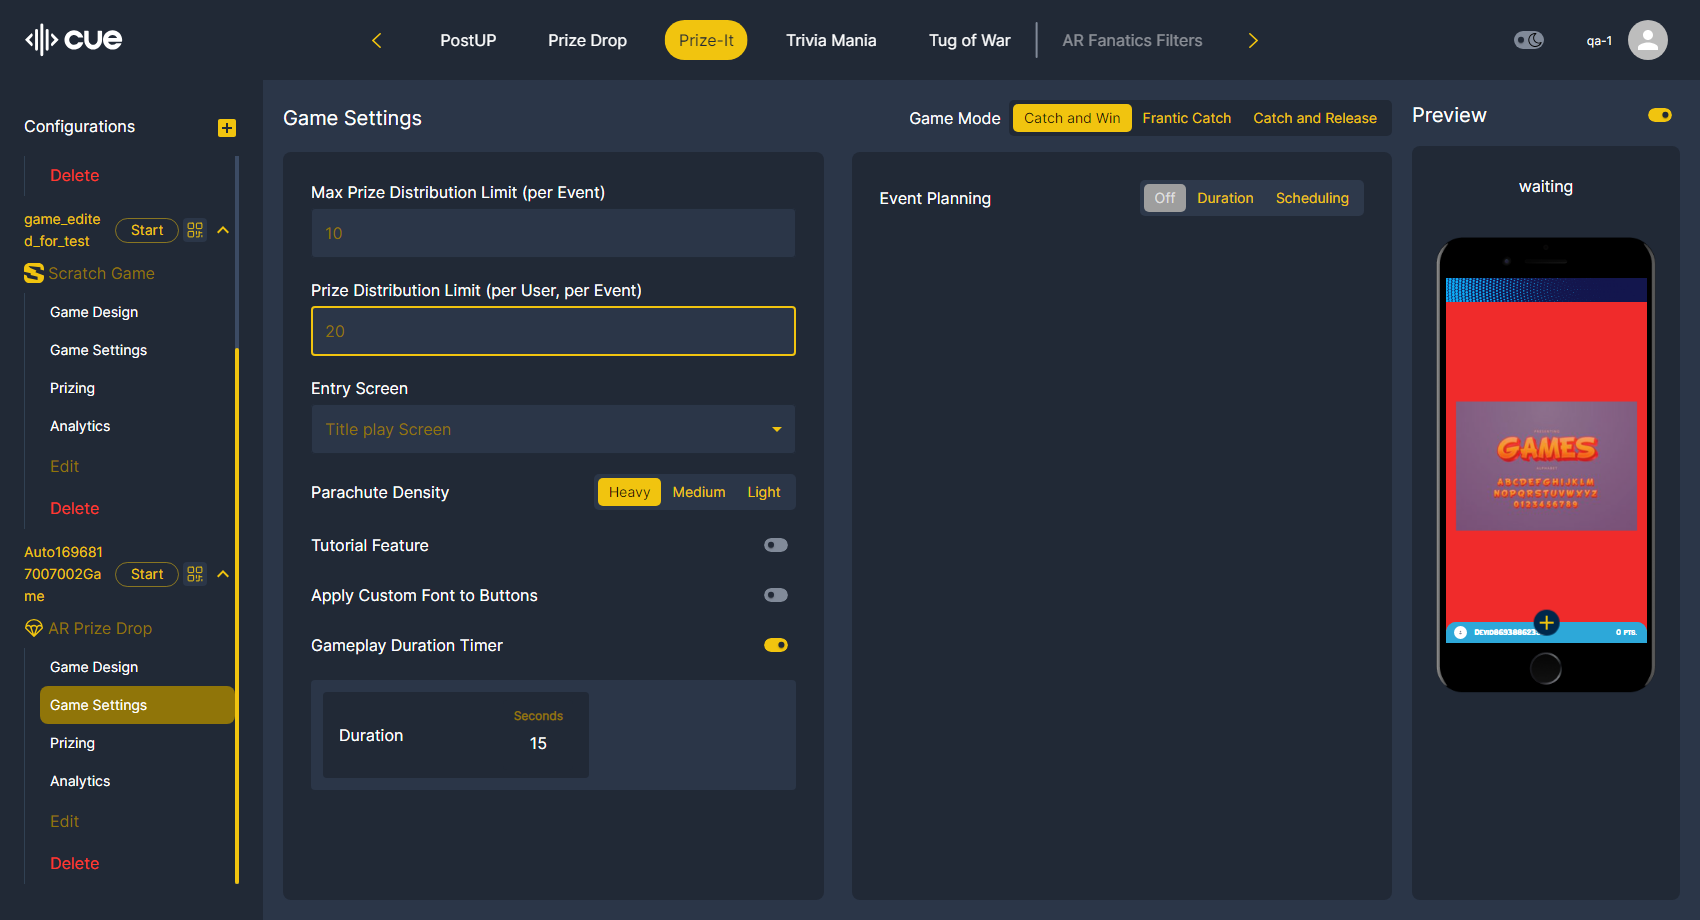 cue
PostUP
Prize Drop
Prize-It
Trivia Mania
Tug of War
AR Fanatics Filters
qa-1
Configurations
Delete
game_edite
d_for_test
Start
Scratch Game
Game Design
Game Settings
Prizing
Analytics
Edit
Delete
Auto169681
7007002Ga
me
Start
AR Prize Drop
Game Design
Game Settings
Prizing
Analytics
Edit
Delete
Game Settings
Game Mode
Catch and Win
Frantic Catch
Catch and Release
Max Prize Distribution Limit (per Event)
10
Prize Distribution Limit (per User, per Event)
20
Entry Screen
Title play Screen
Parachute Density
Heavy
Medium
Light
Tutorial Feature
Apply Custom Font to Buttons
Gameplay Duration Timer
Duration
Seconds
15
Event Planning
Off
Duration
Scheduling
Preview
waiting
GAMES
ABCDEFGHIJKLM
NOPQRSTUVWXYZ
0123456789
0 PTS.